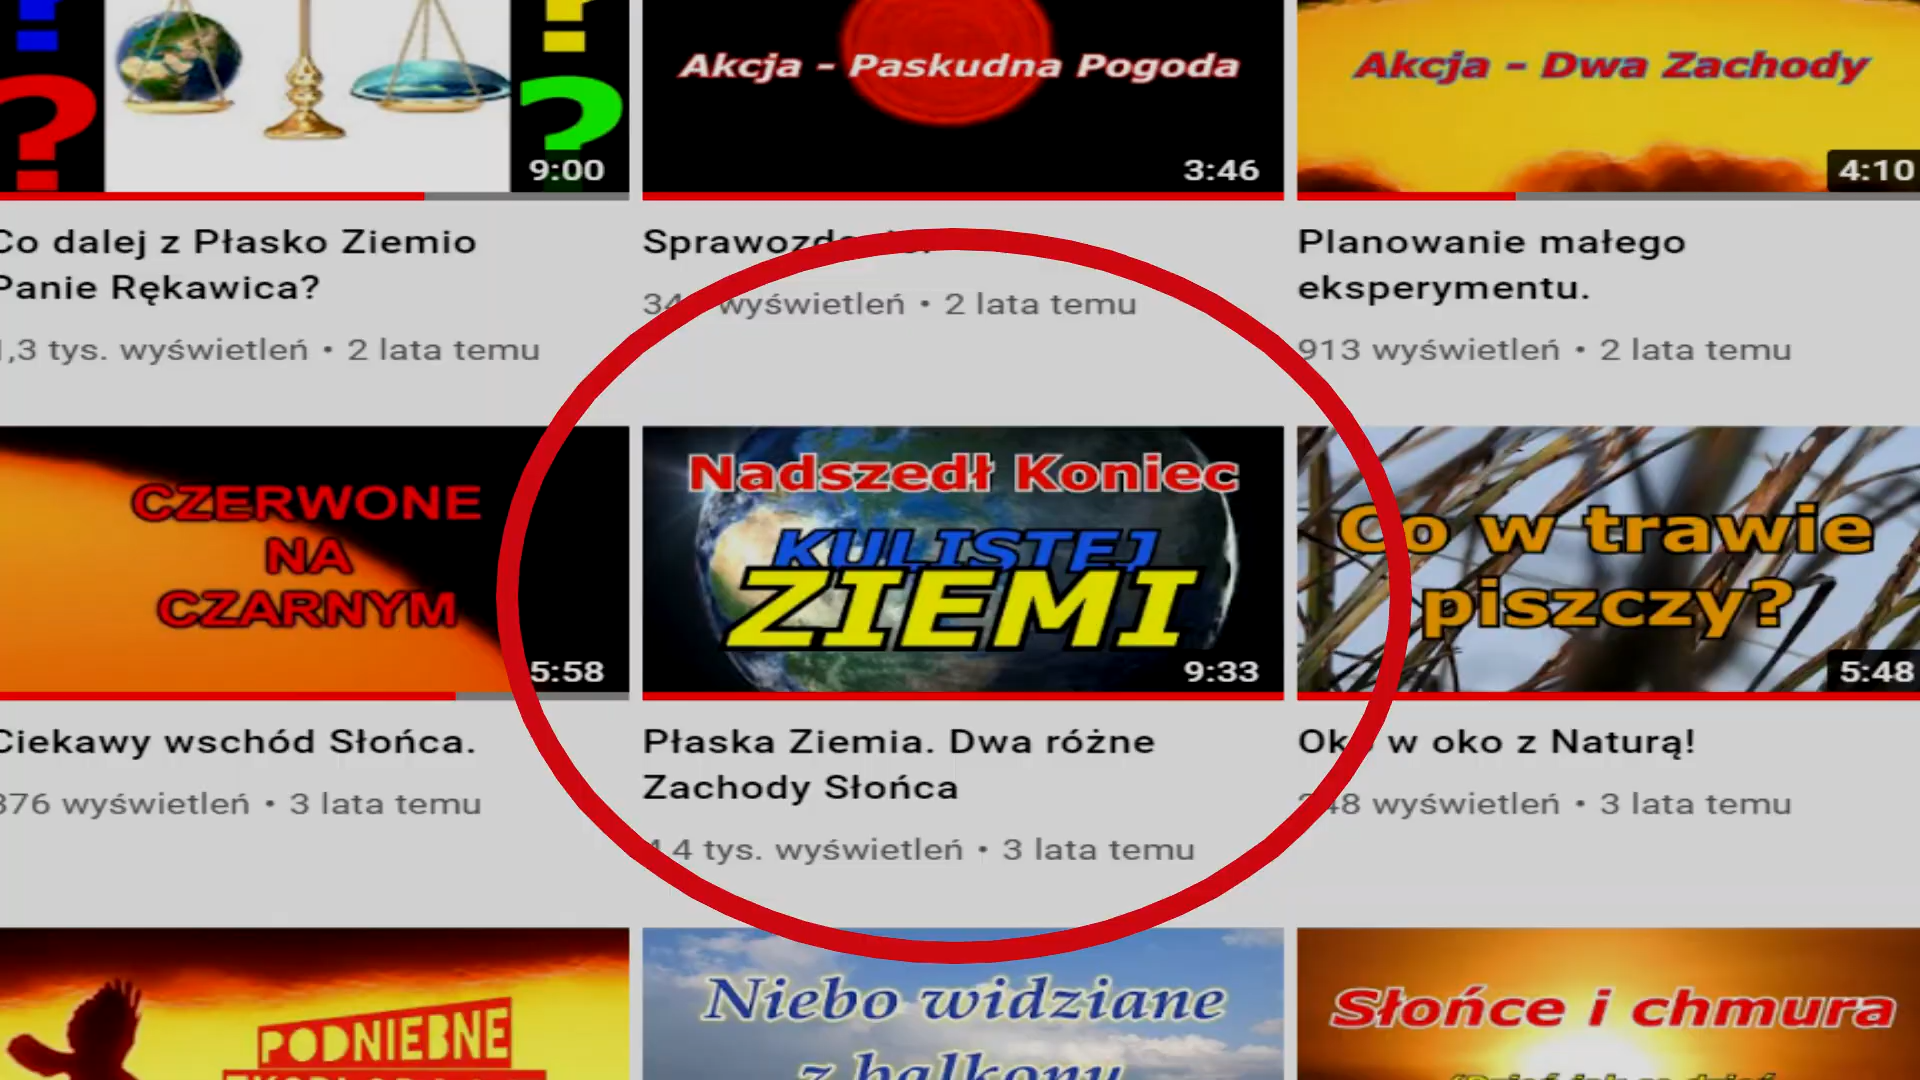 ? ?
? ?
9:00
Akcja - Paskudna Pogoda
3:46
Akcja - Dwa Zachody
4:10
Co dalej z Płasko Ziemio
Panie Rękawica?
1,3 tys. wyświetleń • 2 lata temu
wyświetleń • 2 lata temu
Planowanie małego
eksperymentu.
913 wyświetleń • 2 lata temu
CZERWONE
NA
CZARNYM
5:58
Nadszedł Koniec
KULISTEJ
ZIEMI
9:33
Co w trawie
piszczy?
5:48
Ciekawy wschód Słońca.
376 wyświetleń • 3 lata temu
Płaska Ziemia. Dwa różne
Zachody Słońca
4 tys. wyświetleń • 3 lata temu
Oko w oko z Naturą!
wyświetleń • 3 lata temu
PODNIEBNE
Niebo widziane
z balkonu
Słońce i chmura